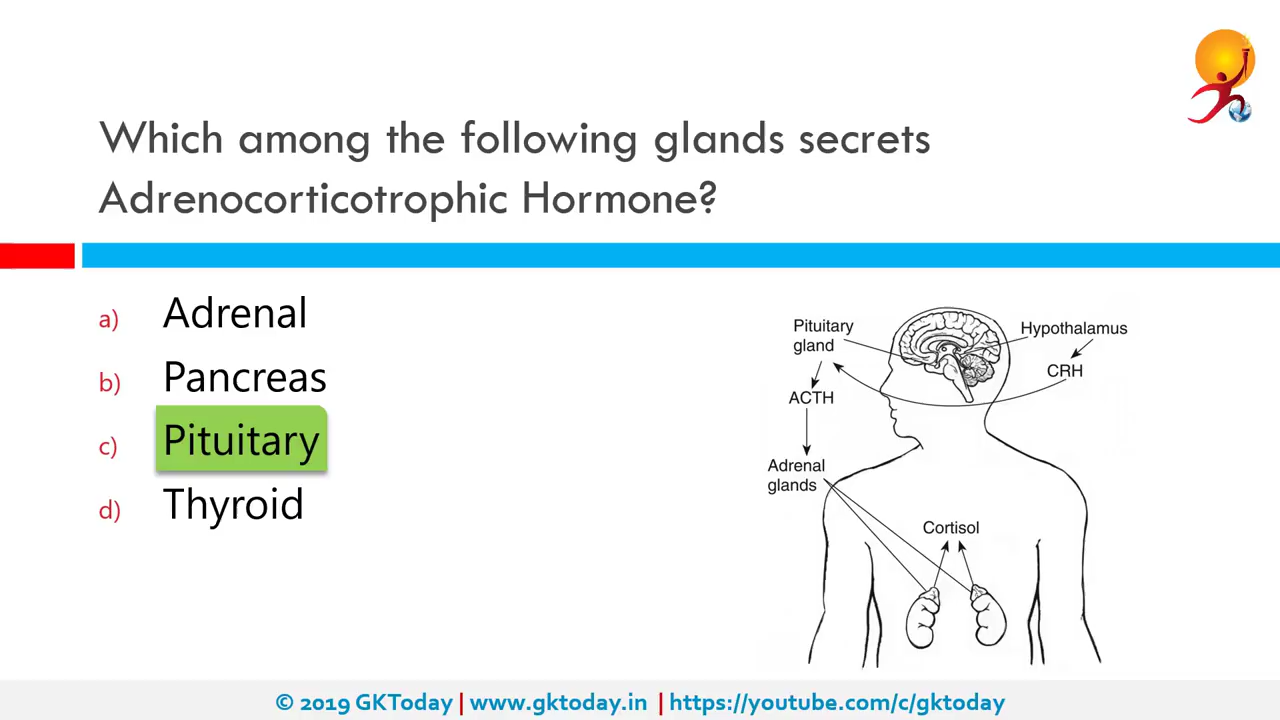 Which among the following glands secrets
Adrenocorticotrophic Hormone?
a) Adrenal
b) Pancreas
c) Pituitary
d) Thyroid
Pituitary
gland
Hypothalamus
CRH
ACTH
Adrenal
glands
Cortisol
© 2019 GKToday | www.gktoday.in | https://youtube.com/c/gktoday